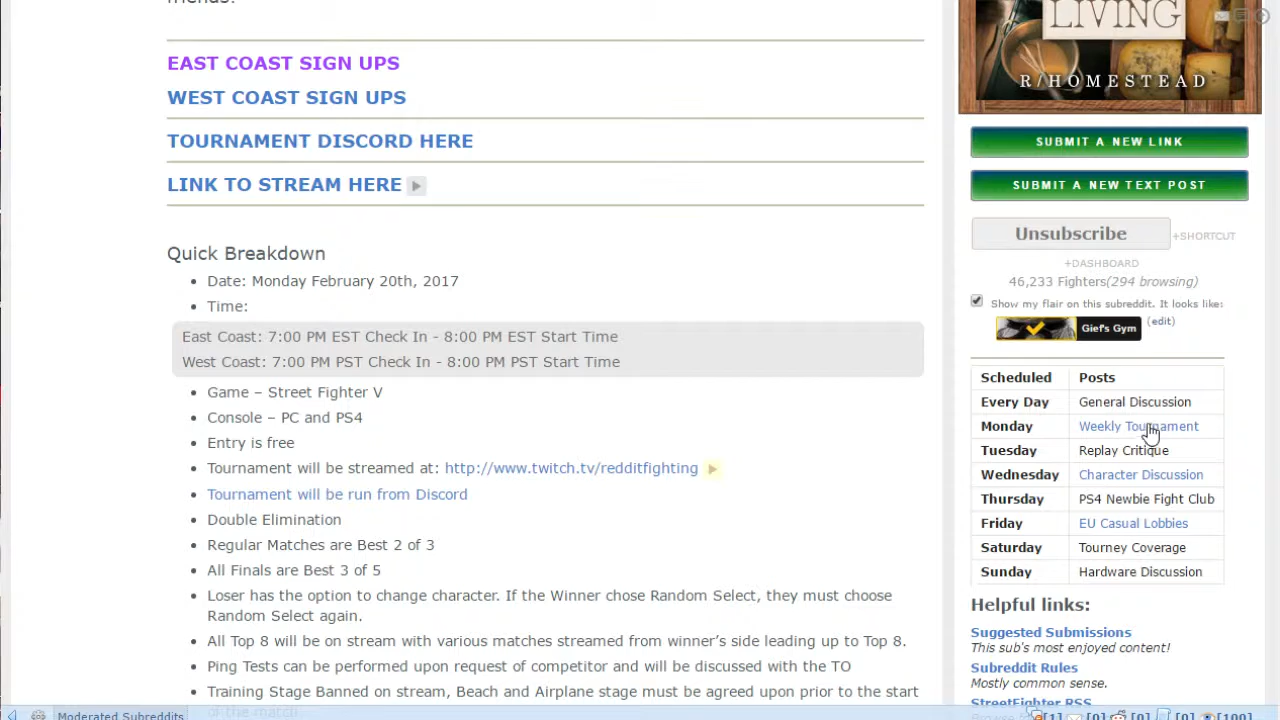 EAST COAST SIGN UPS
WEST COAST SIGN UPS
TOURNAMENT DISCORD HERE
LINK TO STREAM HERE
Quick Breakdown
Date: Monday February 20th, 2017
Time:
East Coast: 7:00 PM EST Check In - 8:00 PM EST Start Time
West Coast: 7:00 PM PST Check In - 8:00 PM PST Start Time
Game – Street Fighter V
Console – PC and PS4
Entry is free
Tournament will be streamed at: http://www.twitch.tv/redditfighting
Tournament will be run from Discord
Double Elimination
Regular Matches are Best 2 of 3
All Finals are Best 3 of 5
Loser has the option to change character. If the Winner chose Random Select, they must choose
Random Select again.
All Top 8 will be on stream with various matches streamed from winner’s side leading up to Top 8.
Ping Tests can be performed upon request of competitor and will be discussed with the TO
Training Stage Banned on stream, Beach and Airplane stage must be agreed upon prior to the start
of the match.
LIVING
R/HOMESTEAD
SUBMIT A NEW LINK
SUBMIT A NEW TEXT POST
Unsubscribe +SHORTCUT
+DASHBOARD
46,233 Fighters(294 browsing)
Show my flair on this subreddit. It looks like:
Gief's Gym (edit)
Scheduled Posts
Every Day General Discussion
Monday Weekly Tournament
Tuesday Replay Critique
Wednesday Character Discussion
Thursday PS4 Newbie Fight Club
Friday EU Casual Lobbies
Saturday Tourney Coverage
Sunday Hardware Discussion
Helpful links:
Suggested Submissions
This sub's most enjoyed content!
Subreddit Rules
Mostly common sense.
StreetFighter RSS
Moderated Subreddits
[1] [0] [0] [0] [100]